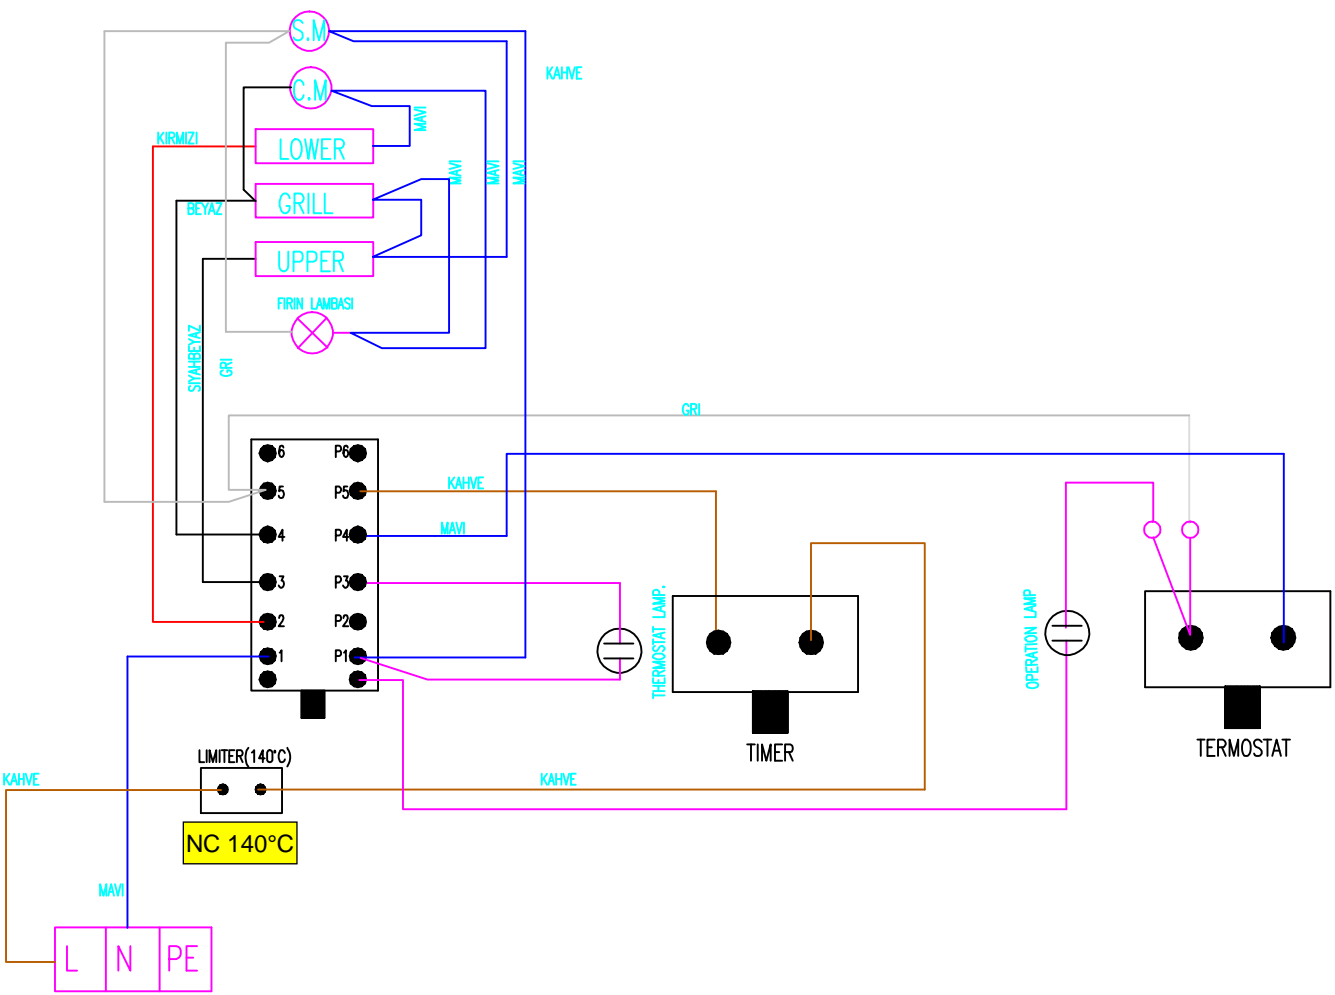 S.M
KAHVE
C.M
MAVI
KIRMIZI
LOWER
MAVI
MAVI
MAVI
BEYAZ
GRILL
UPPER
FIRIN LAMBASI
SIYAHBEYAZ
GRI
GRI
6 P6
5 P5
KAHVE
4 P4
MAVI
3 P3
2 P2
1 P1
THERMOSTAT LAMP.
OPERATION LAMP
TIMER
TERMOSTAT
LIMITER(140°C)
KAHVE
KAHVE
NC 140°C
MAVI
L N PE